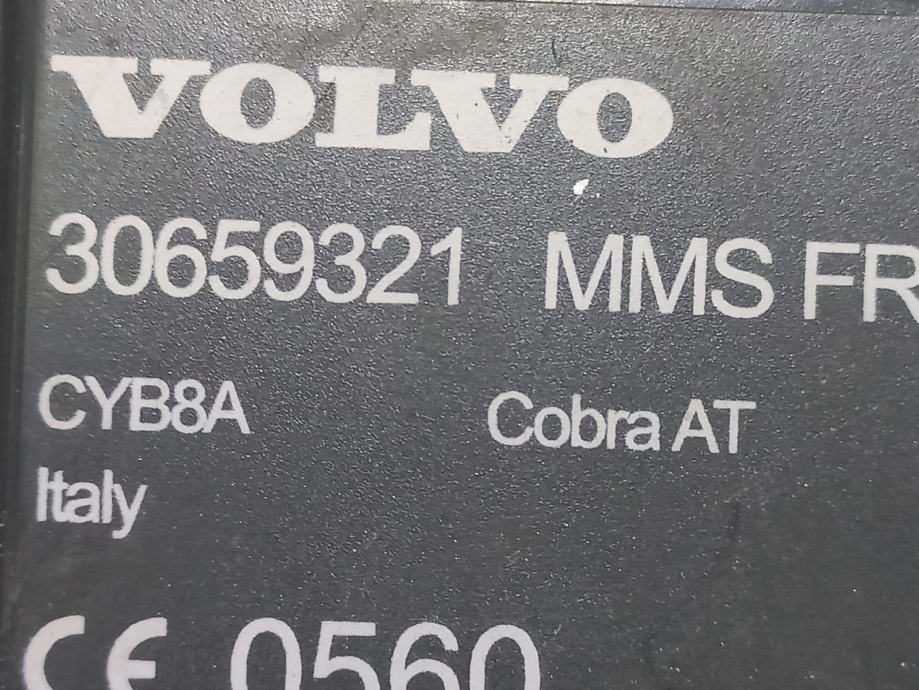 VOLVO
30659321 MMS FR
CYB8A Cobra AT
Italy
CE 0560